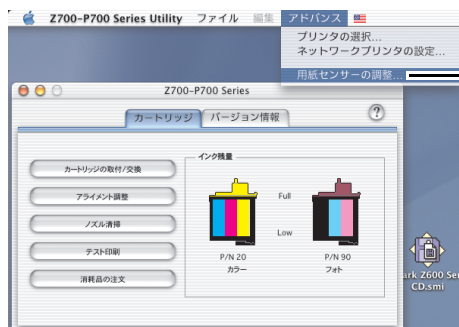 Z700-P700 Series Utility ファイル 編集 アドバンス
プリンタの選択...
ネットワークプリンタの設定...
用紙センサーの調整...
Z700-P700 Series
カートリッジ バージョン情報 ?
インク残量
カートリッジの取付/交換
アライメント調整
ノズル清掃
テスト印刷
消耗品の注文
Full
Low
P/N 20
カラー
P/N 90
フォト
ark Z600 Se
CD.smi